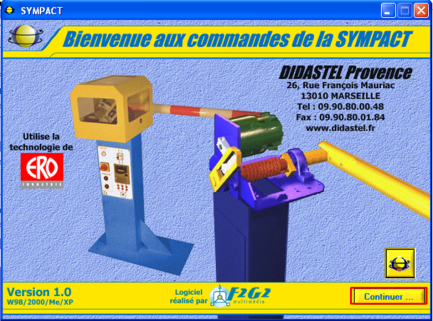 SYMPACT
Bienvenue aux commandes de la SYMPACT
DIDASTEL Provence
26, Rue François Mauriac
13010 MARSEILLE
Tel : 09.90.80.00.48
Fax : 09.90.80.01.84
www.didastel.fr
Utilise la
technologie de
ERO
INDUSTRIE
Version 1.0
W98/2000/Me/XP
Logiciel
réalisé par
F2G2
multimédia
Continuer ...